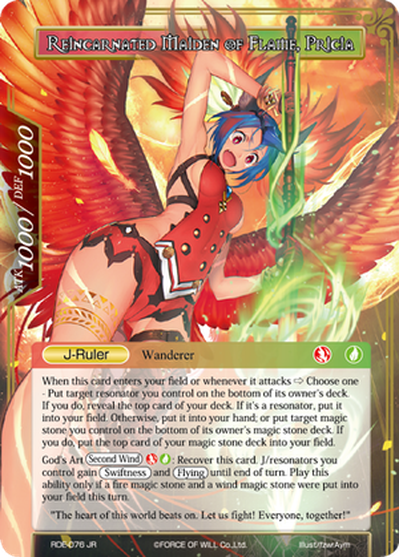 Reincarnated Maiden of Flame, Pricia
ATK 1000 / DEF 1000
J-Ruler Wanderer
When this card enters your field or whenever it attacks ⇨ Choose one
- Put target resonator you control on the bottom of its owner's deck.
If you do, reveal the top card of your deck. If it's a resonator, put it
into your field. Otherwise, put it into your hand; or put target magic
stone you control on the bottom of its owner's magic stone deck. If
you do, put the top card of your magic stone deck into your field.
God's Art Second Wind : Recover this card. J/resonators you
control gain Swiftness and Flying until end of turn. Play this
ability only if a fire magic stone and a wind magic stone were put
into your field this turn.
"The heart of this world beats on. Let us fight! Everyone, together!"
RDE-076 JR ©FORCE OF WILL Co.,Ltd. Illust/fzwrAym